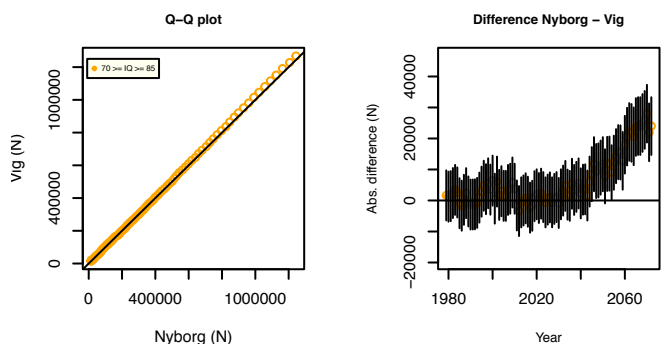 Q–Q plot
70 >= IQ >= 85
Vig (N)
0
400000
1000000
0
400000
1000000
Nyborg (N)
Difference Nyborg – Vig
Abs. difference (N)
−20000
0
20000
40000
1980
2020
2060
Year